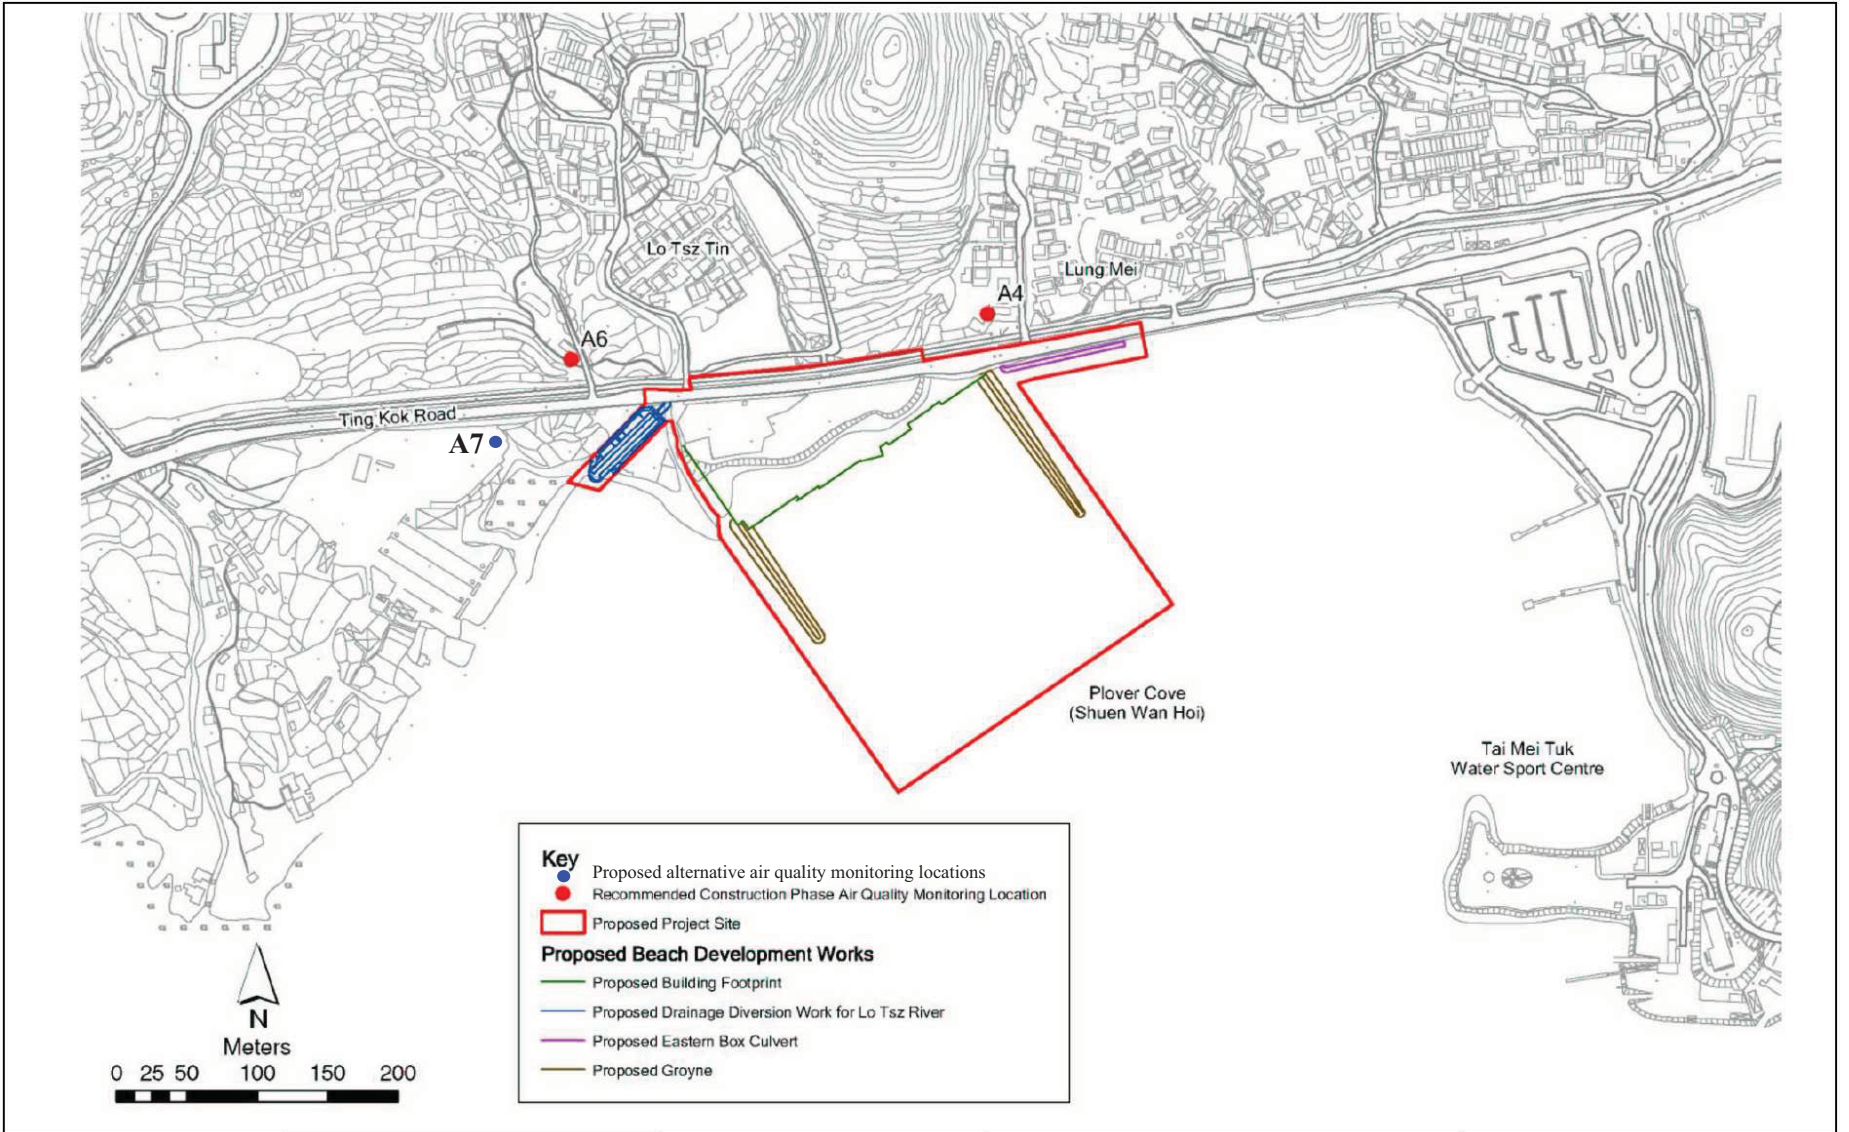 Lo Tsz Tin
Lung Mei
A4
A6
Ting Kok Road
A7
Plover Cove
(Shuen Wan Hoi)
Tai Mei Tuk
Water Sport Centre
Key
Proposed alternative air quality monitoring locations
Recommended Construction Phase Air Quality Monitoring Location
Proposed Project Site
Proposed Beach Development Works
Proposed Building Footprint
Proposed Drainage Diversion Work for Lo Tsz River
Proposed Eastern Box Culvert
Proposed Groyne
N
Meters
0 25 50 100 150 200